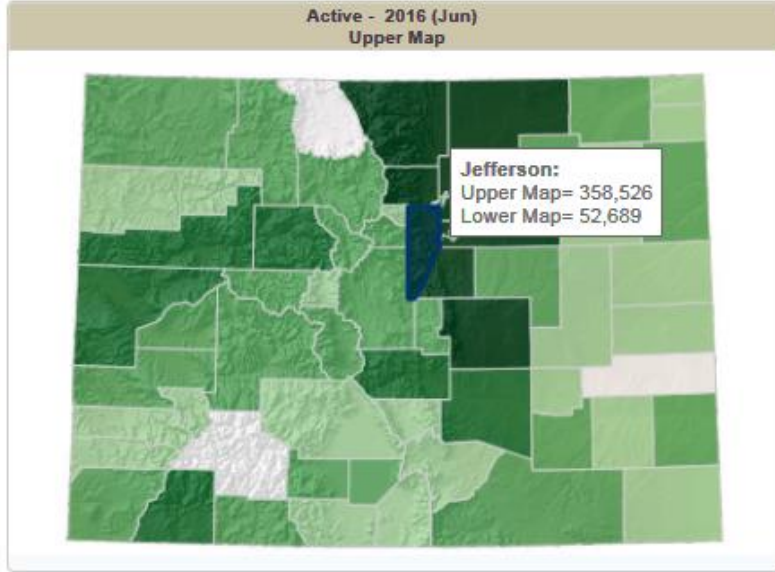 Active - 2016 (Jun)
Upper Map
Jefferson:
Upper Map= 358,526
Lower Map= 52,689